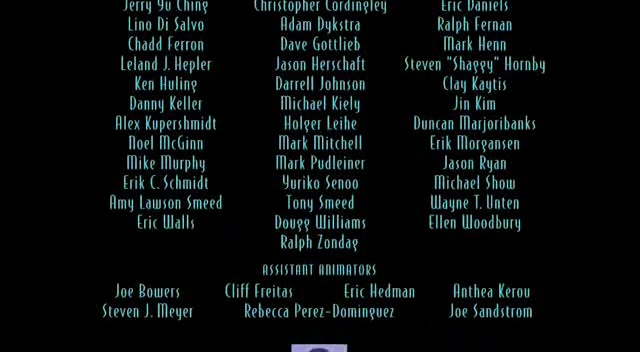 Jerry Yu Ching Christopher Cordingley Eric Daniels
Lino Di Salvo Adam Dykstra Ralph Fernan
Chadd Ferron Dave Gottlieb Mark Henn
Leland J. Hepler Jason Herschaft Steven "Shaggy" Hornby
Ken Huling Darrell Johnson Clay Kaytis
Danny Keller Michael Kiely Jin Kim
Alex Kupershmidt Holger Leihe Duncan Marjoribanks
Noel McGinn Mark Mitchell Erik Morgansen
Mike Murphy Mark Pudleiner Jason Ryan
Erik C. Schmidt Yuriko Senoo Michael Show
Amy Lawson Smeed Tony Smeed Wayne T. Unten
Eric Walls Dougg Williams Ellen Woodbury
Ralph Zondag
ASSISTANT ANIMATORS
Joe Bowers Cliff Freitas Eric Hedman Anthea Kerou
Steven J. Meyer Rebecca Perez-Dominguez Joe Sandstrom